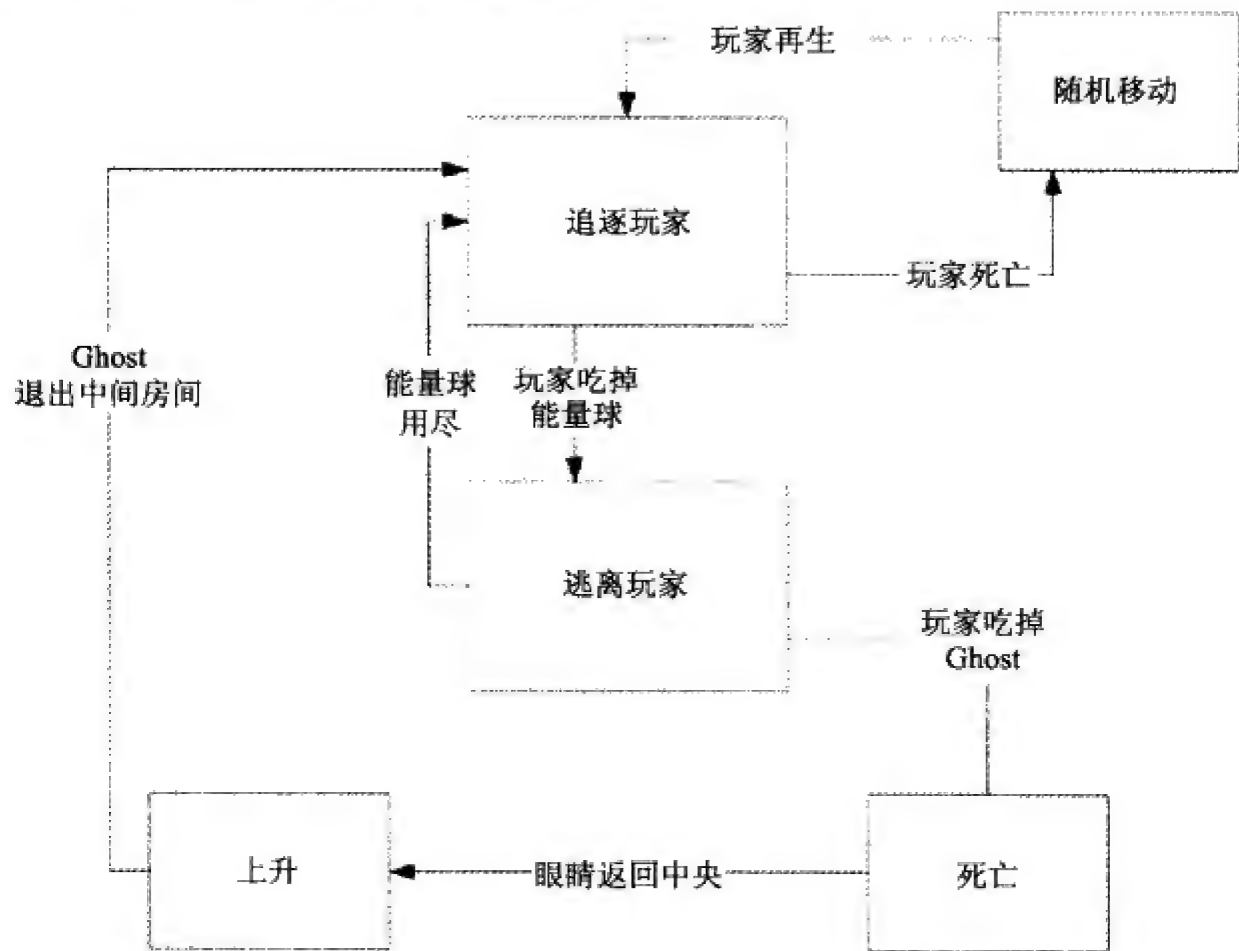 玩家再生
随机移动
追逐玩家
玩家死亡
Ghost
退出中间房间
能量球
用尽
玩家吃掉
能量球
逃离玩家
玩家吃掉
Ghost
上升
眼睛返回中央
死亡